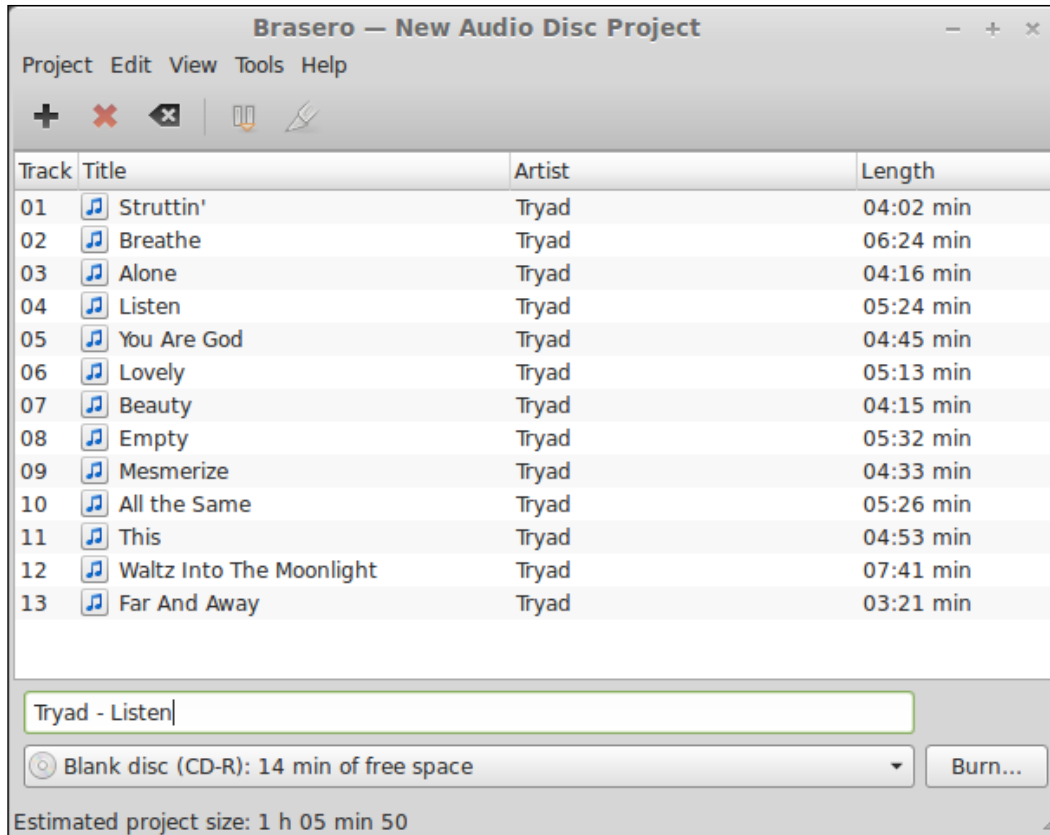 Brasero — New Audio Disc Project
Project Edit View Tools Help
Track Title Artist Length
01 Struttin' Tryad 04:02 min
02 Breathe Tryad 06:24 min
03 Alone Tryad 04:16 min
04 Listen Tryad 05:24 min
05 You Are God Tryad 04:45 min
06 Lovely Tryad 05:13 min
07 Beauty Tryad 04:15 min
08 Empty Tryad 05:32 min
09 Mesmerize Tryad 04:33 min
10 All the Same Tryad 05:26 min
11 This Tryad 04:53 min
12 Waltz Into The Moonlight Tryad 07:41 min
13 Far And Away Tryad 03:21 min
Tryad - Listen
Blank disc (CD-R): 14 min of free space Burn...
Estimated project size: 1 h 05 min 50